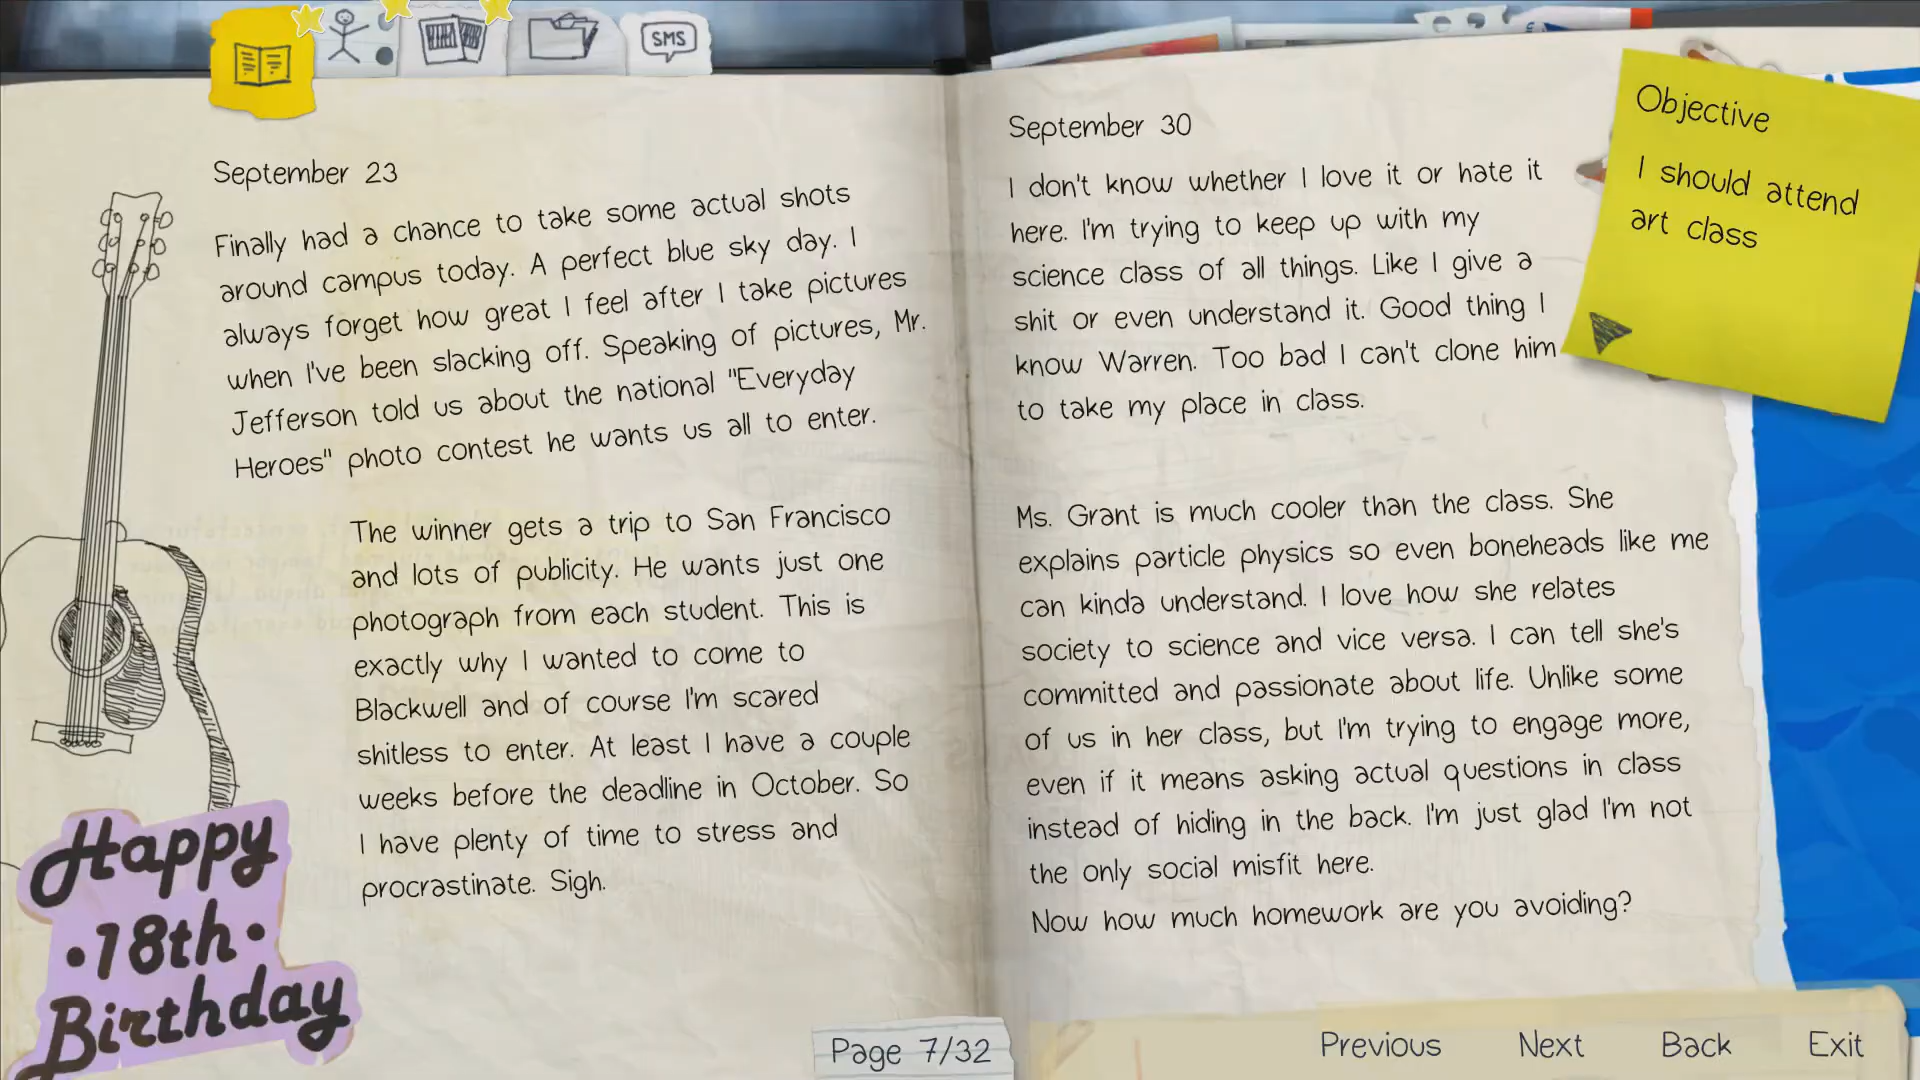 SMS
September 23
Finally had a chance to take some actual shots
around campus today. A perfect blue sky day. I
always forget how great I feel after I take pictures
when I've been slacking off. Speaking of pictures, Mr.
Jefferson told us about the national "Everyday
Heroes" photo contest he wants us all to enter.
The winner gets a trip to San Francisco
and lots of publicity. He wants just one
photograph from each student. This is
exactly why I wanted to come to
Blackwell and of course I'm scared
shitless to enter. At least I have a couple
weeks before the deadline in October. So
I have plenty of time to stress and
procrastinate. Sigh.
Happy
•18th•
Birthday
September 30
I don't know whether I love it or hate it
here. I'm trying to keep up with my
science class of all things. Like I give a
shit or even understand it. Good thing I
know Warren. Too bad I can't clone him
to take my place in class.
Ms. Grant is much cooler than the class. She
explains particle physics so even boneheads like me
can kinda understand. I love how she relates
society to science and vice versa. I can tell she's
committed and passionate about life. Unlike some
of us in her class, but I'm trying to engage more,
even if it means asking actual questions in class
instead of hiding in the back. I'm just glad I'm not
the only social misfit here.
Now how much homework are you avoiding?
Objective
I should attend
art class
Page 7/32
Previous Next Back Exit